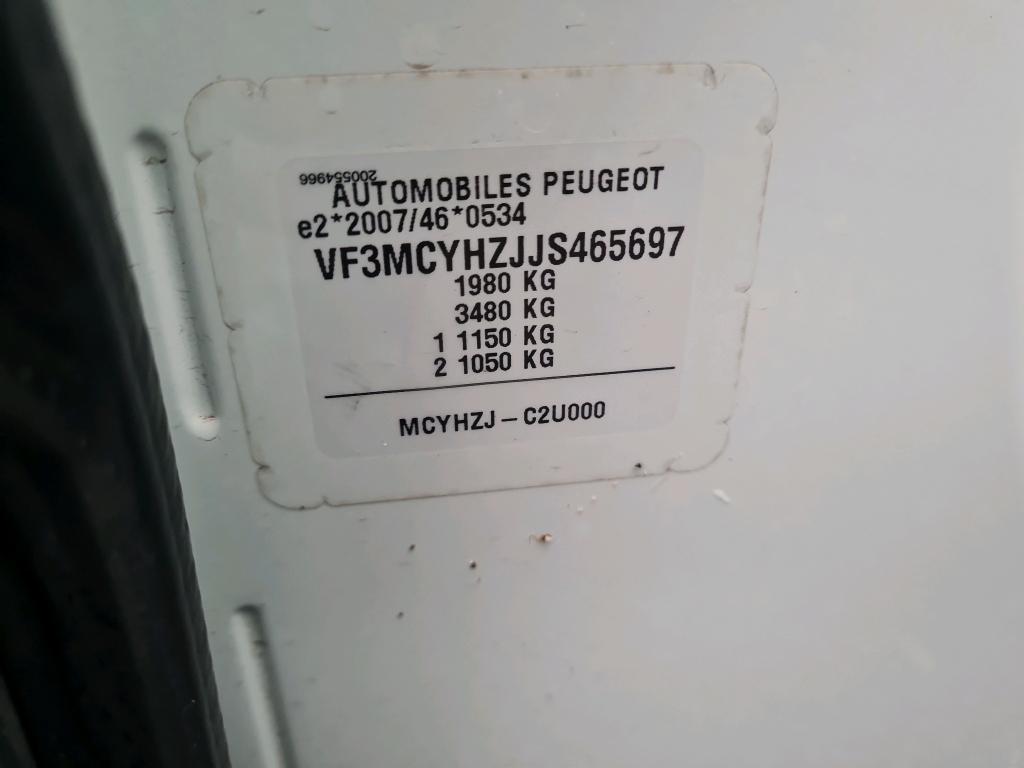 200554966
AUTOMOBILES PEUGEOT
e2*2007/46*0534
VF3MCYHZJJS465697
1980 KG
3480 KG
1 1150 KG
2 1050 KG
MCYHZJ - C2U000